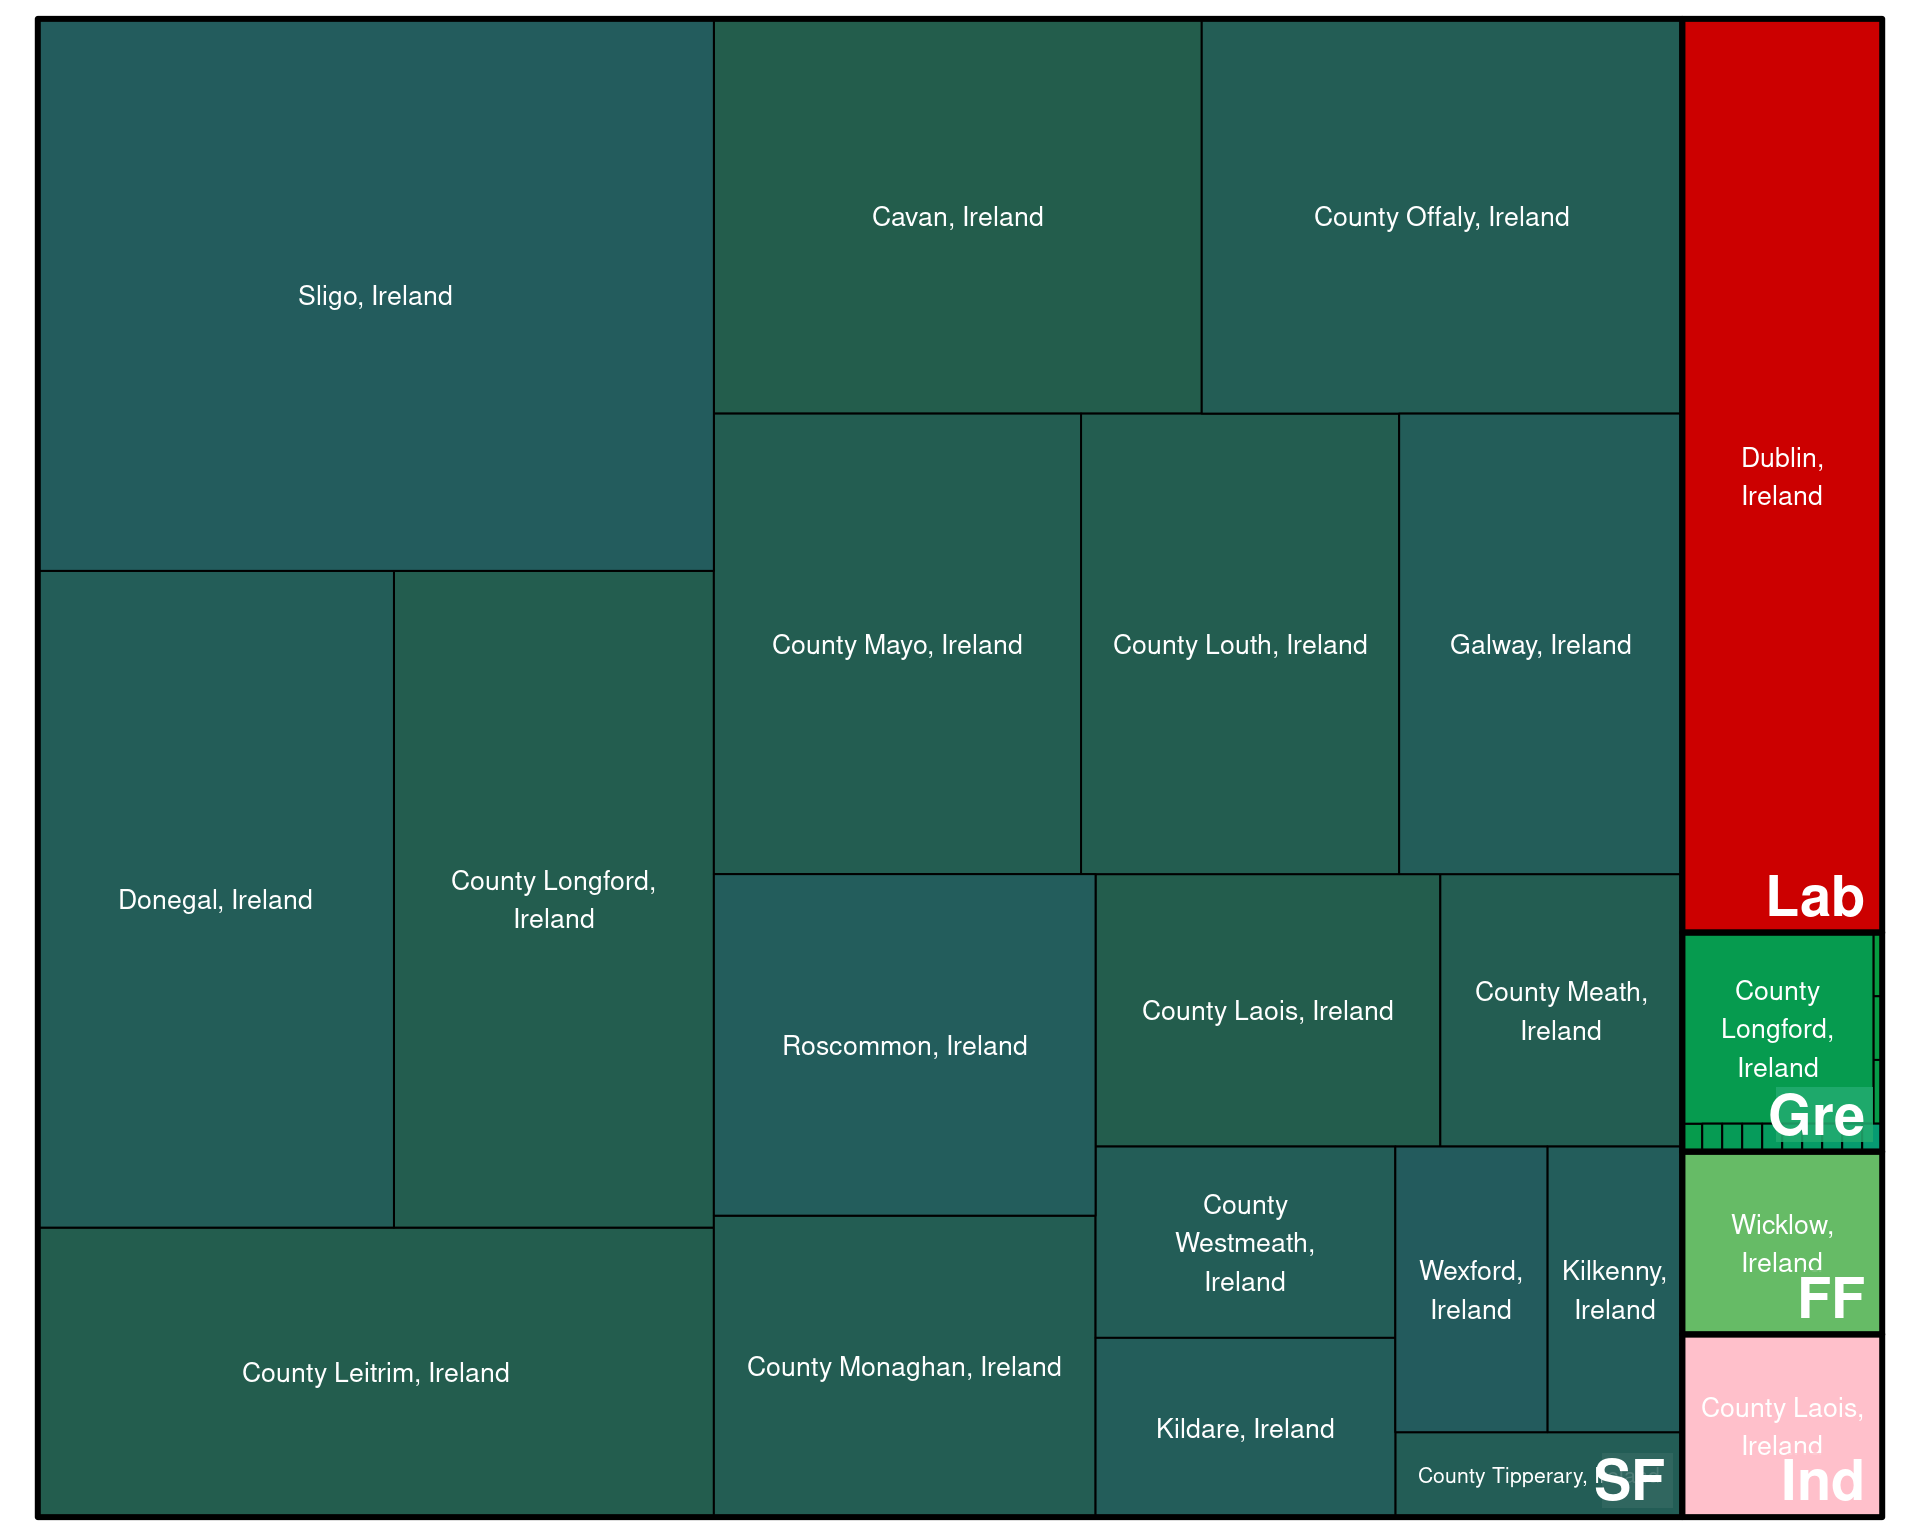 Sligo, Ireland
Cavan, Ireland
County Offaly, Ireland
Dublin,
Ireland
County Mayo, Ireland
County Louth, Ireland
Galway, Ireland
Donegal, Ireland
County Longford,
Ireland
Lab
Roscommon, Ireland
County Laois, Ireland
County Meath,
Ireland
County
Longford,
Ireland
Gre
County
Westmeath,
Ireland
Wexford,
Ireland
Kilkenny,
Ireland
Wicklow,
Ireland
FF
County Leitrim, Ireland
County Monaghan, Ireland
Kildare, Ireland
County Tipperary,
SF
County Laois,
Ireland
Ind